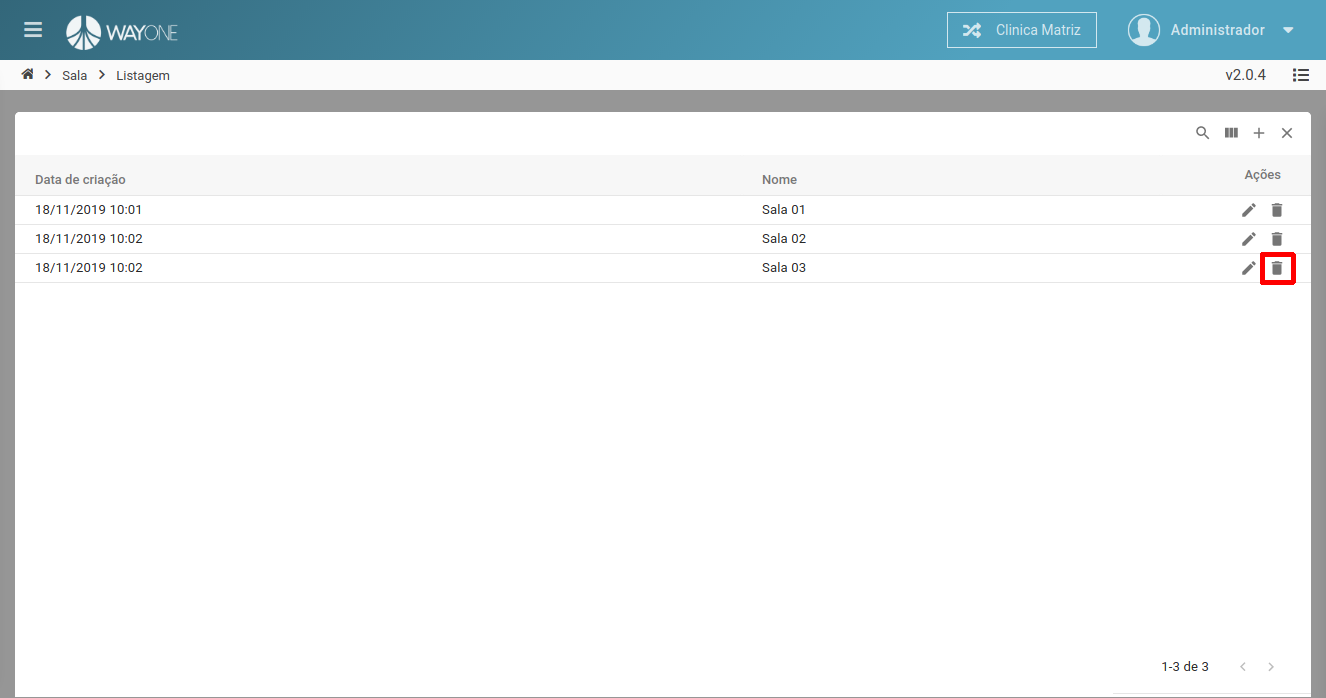 WAYONE
Clinica Matriz
Administrador
Sala
Listagem
v2.0.4
Data de criação
Nome
Ações
18/11/2019 10:01
Sala 01
18/11/2019 10:02
Sala 02
18/11/2019 10:02
Sala 03
1-3 de 3